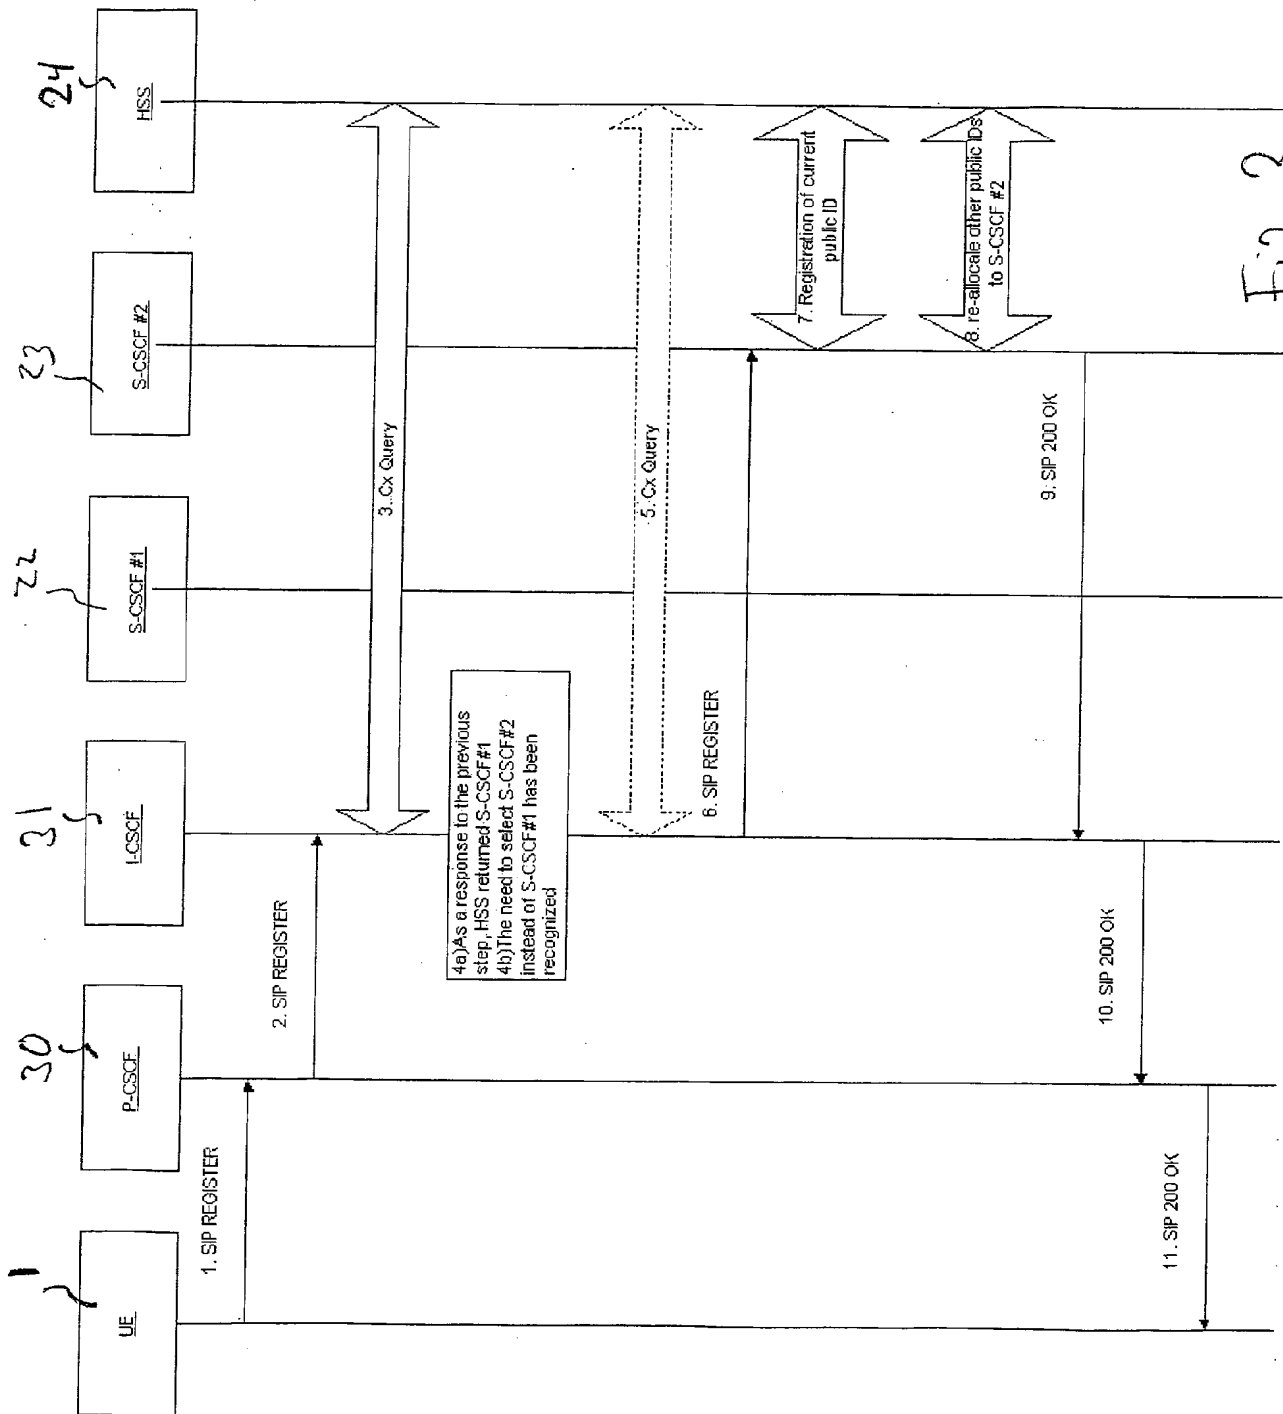 1
30
31
22
23
24
UE
P-CSCF
I-CSCF
S-CSCF #1
S-CSCF #2
HSS
1. SIP REGISTER
2. SIP REGISTER
3. Cx Query
4a)As a response to the previous
step, HSS returned S-CSCF#1
4b)The need to select S-CSCF#2
instead of S-CSCF#1 has been
recognized
5. Cx Query
6. SIP REGISTER
7. Registration of current
public ID
8. re-allocale other public IDs
to S-CSCF #2
9. SIP 200 OK
10. SIP 200 OK
11. SIP 200 OK
Fig 2